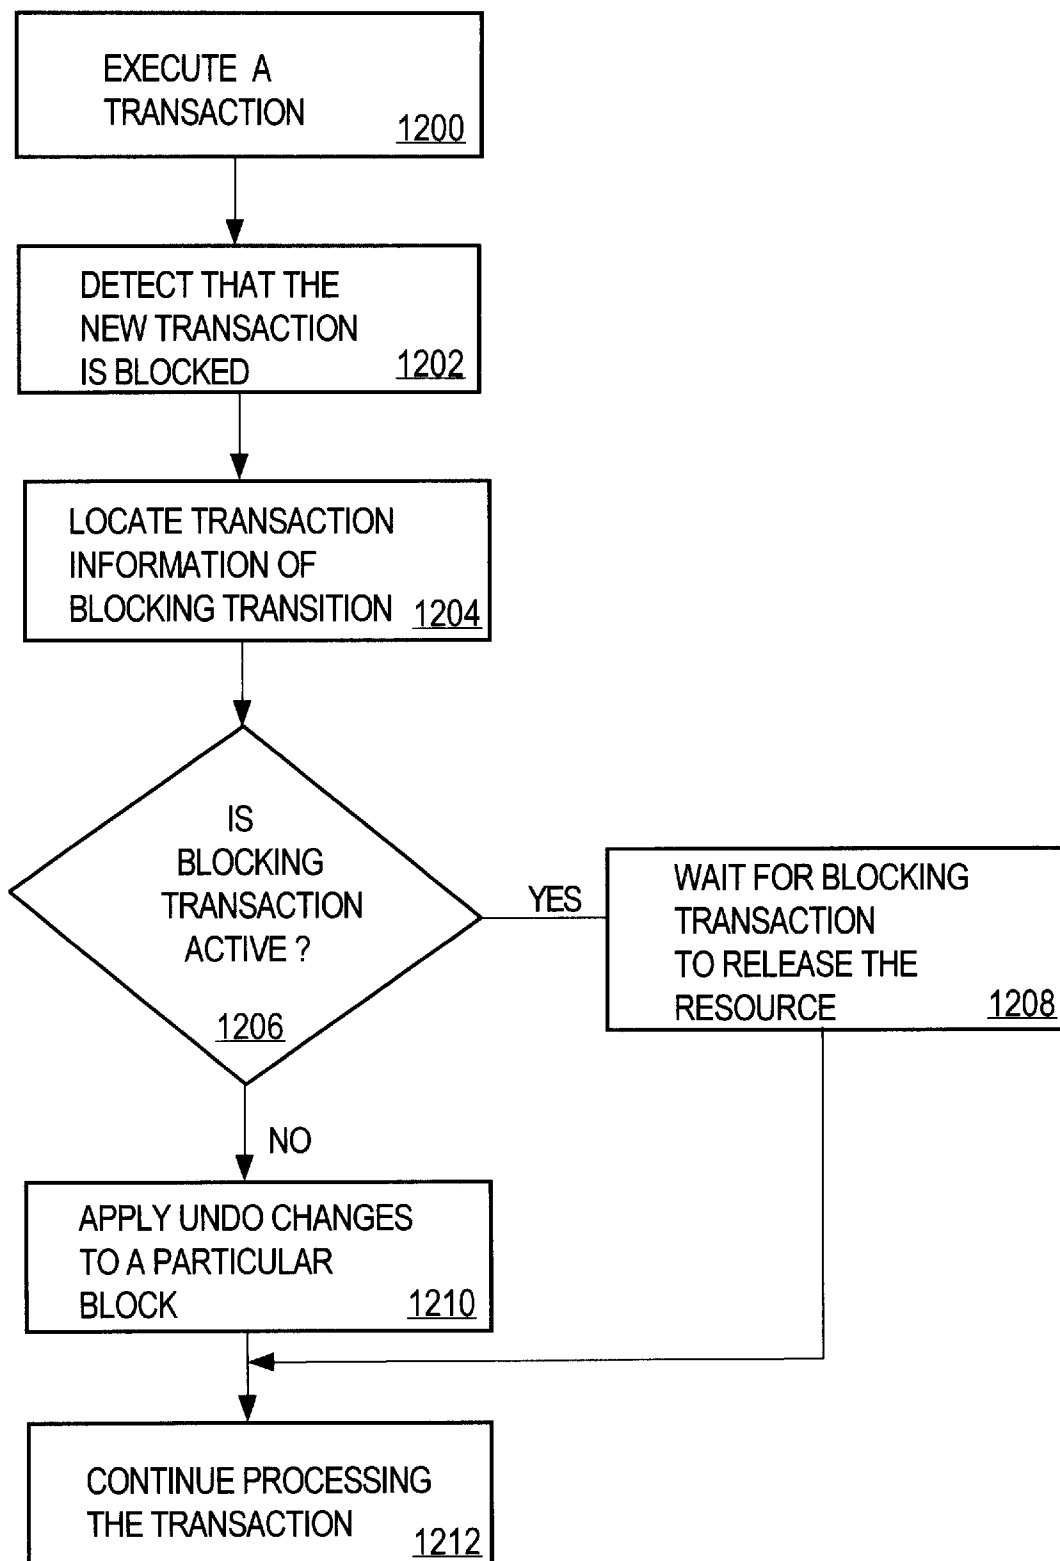 EXECUTE A
TRANSACTION
1200
DETECT THAT THE
NEW TRANSACTION
IS BLOCKED
1202
LOCATE TRANSACTION
INFORMATION OF
BLOCKING TRANSITION
1204
IS
BLOCKING
TRANSACTION
ACTIVE ?
1206
YES
WAIT FOR BLOCKING
TRANSACTION
TO RELEASE THE
RESOURCE
1208
NO
APPLY UNDO CHANGES
TO A PARTICULAR
BLOCK
1210
CONTINUE PROCESSING
THE TRANSACTION
1212